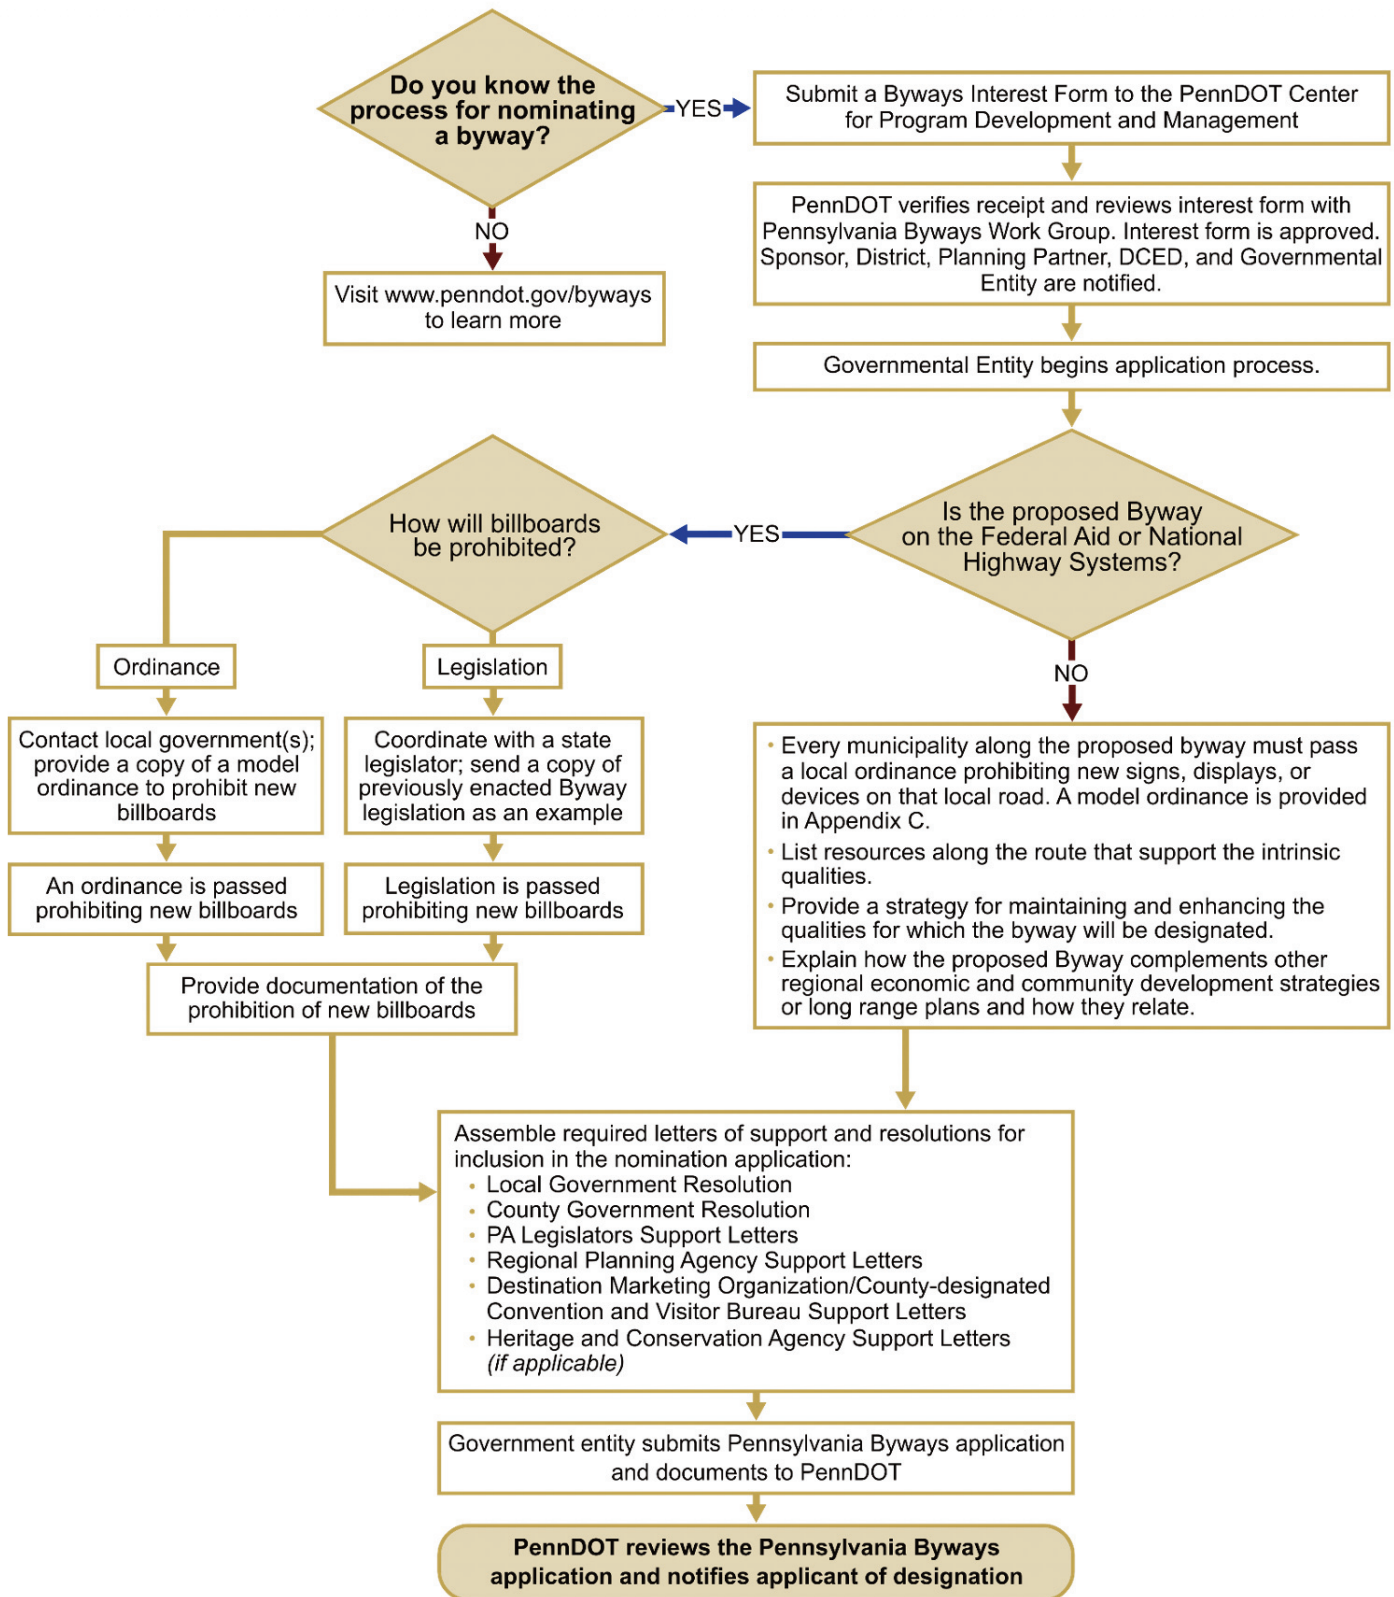 Do you know the
process for nominating
a byway?
YES
Submit a Byways Interest Form to the PennDOT Center
for Program Development and Management
NO
Visit www.penndot.gov/byways
to learn more
PennDOT verifies receipt and reviews interest form with
Pennsylvania Byways Work Group. Interest form is approved.
Sponsor, District, Planning Partner, DCED, and Governmental
Entity are notified.
Governmental Entity begins application process.
Is the proposed Byway
on the Federal Aid or National
Highway Systems?
YES
How will billboards
be prohibited?
Ordinance
Legislation
Contact local government(s);
provide a copy of a model
ordinance to prohibit new
billboards
Coordinate with a state
legislator; send a copy of
previously enacted Byway
legislation as an example
An ordinance is passed
prohibiting new billboards
Legislation is passed
prohibiting new billboards
Provide documentation of the
prohibition of new billboards
NO
• Every municipality along the proposed byway must pass
a local ordinance prohibiting new signs, displays, or
devices on that local road. A model ordinance is provided
in Appendix C.
• List resources along the route that support the intrinsic
qualities.
• Provide a strategy for maintaining and enhancing the
qualities for which the byway will be designated.
• Explain how the proposed Byway complements other
regional economic and community development strategies
or long range plans and how they relate.
Assemble required letters of support and resolutions for
inclusion in the nomination application:
• Local Government Resolution
• County Government Resolution
• PA Legislators Support Letters
• Regional Planning Agency Support Letters
• Destination Marketing Organization/County-designated
Convention and Visitor Bureau Support Letters
• Heritage and Conservation Agency Support Letters
(if applicable)
Government entity submits Pennsylvania Byways application
and documents to PennDOT
PennDOT reviews the Pennsylvania Byways
application and notifies applicant of designation